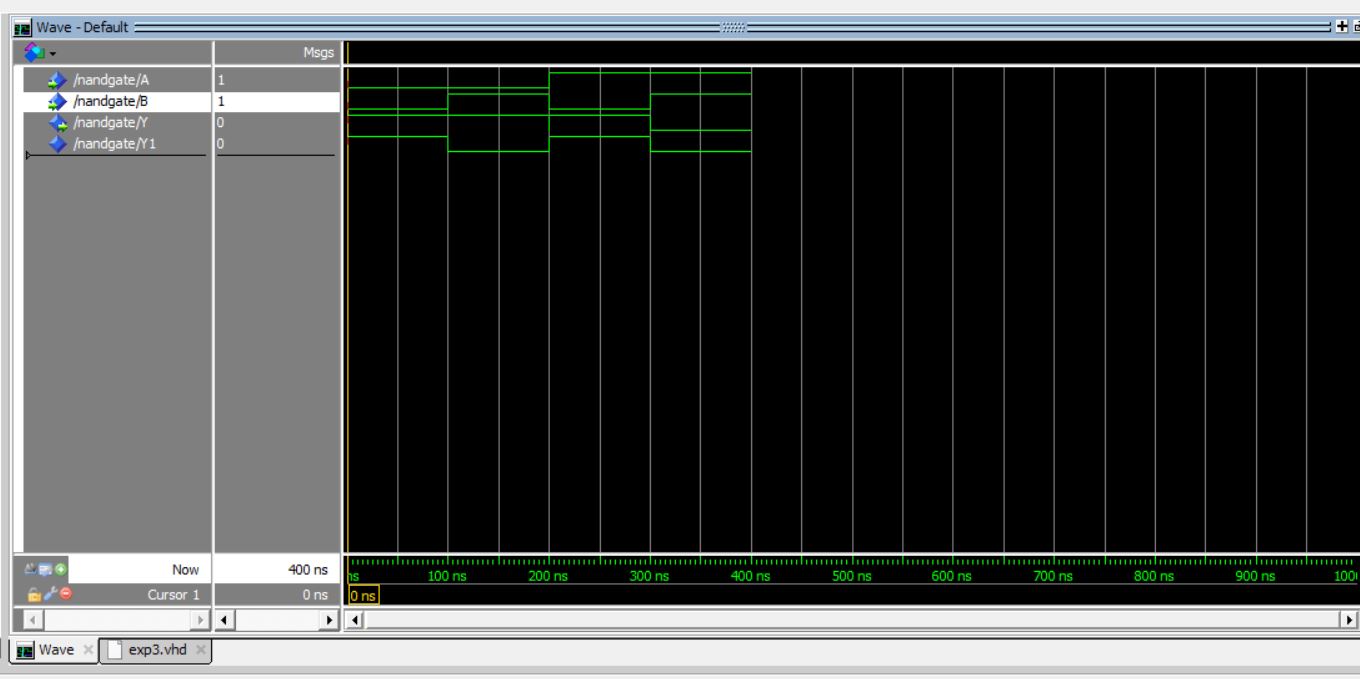 Wave - Default
Msgs
/nandgate/A 1
/nandgate/B 1
/nandgate/Y 0
/nandgate/Y1 0
Now 400 ns
ns 100 ns 200 ns 300 ns 400 ns 500 ns 600 ns 700 ns 800 ns 900 ns 100
Cursor 1 0 ns
0 ns
Wave exp3.vhd